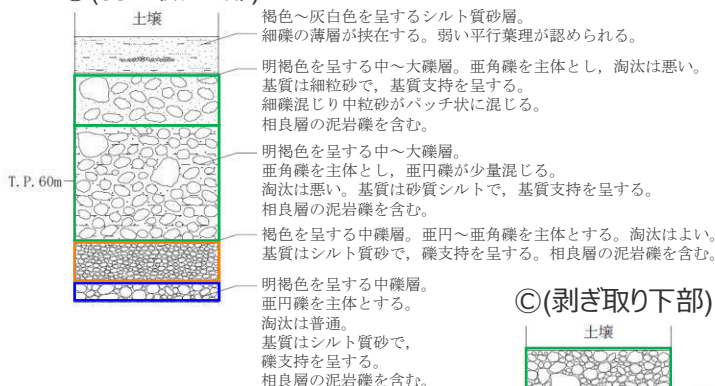 土壌
褐色～灰白色を呈するシルト質砂層。
細礫の薄層が挟在する。弱い平行葉理が認められる。
明褐色を呈する中～大礫層。亜角礫を主体とし，淘汰は悪い。
基質は細粒砂で，基質支持を呈する。
細礫混じり中粒砂がパッチ状に混じる。
相良層の泥岩礫を含む。
明褐色を呈する中～大礫層。
亜角礫を主体とし，亜円礫が少量混じる。
淘汰は悪い。基質は砂質シルトで，基質支持を呈する。
相良層の泥岩礫を含む。
T.P.60m
褐色を呈する中礫層。亜円～亜角礫を主体とする。淘汰はよい。
基質はシルト質砂で，礫支持を呈する。相良層の泥岩礫を含む。
明褐色を呈する中礫層。
亜円礫を主体とする。
淘汰は普通。
基質はシルト質砂で，
礫支持を呈する。
相良層の泥岩礫を含む。
©(剥ぎ取り下部)
土壌